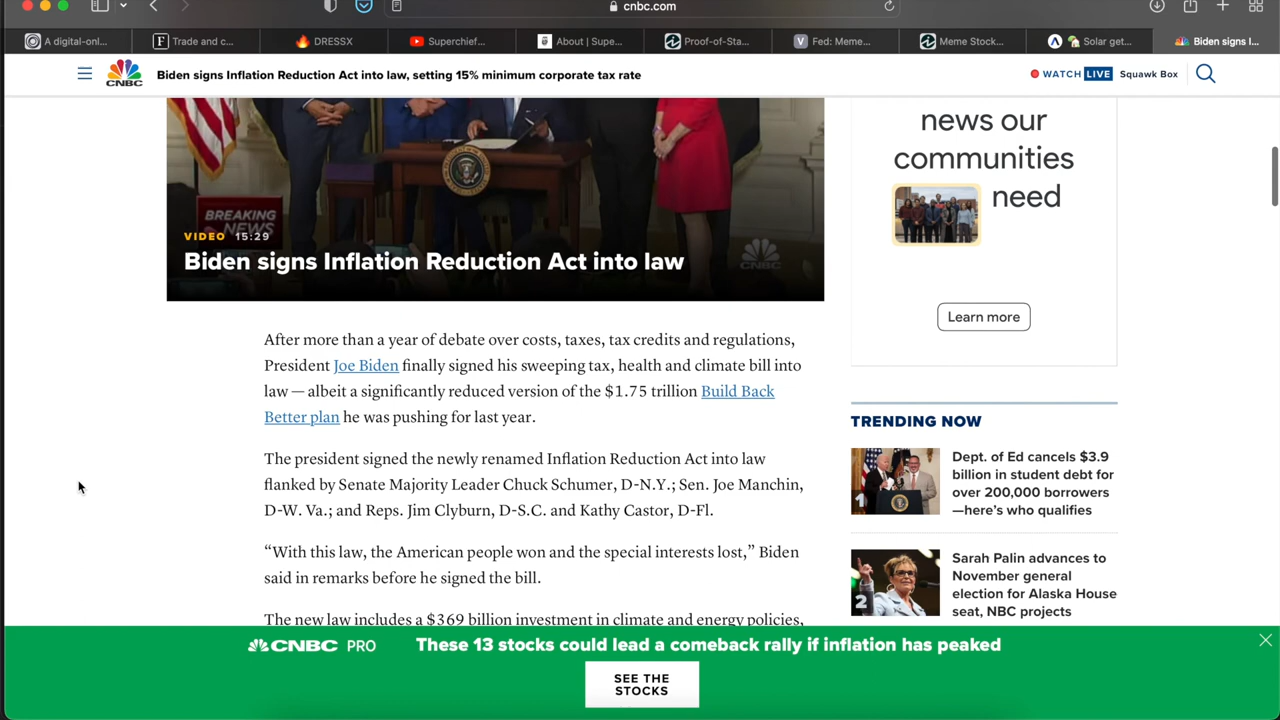 cnbc.com
A digital-onl...
Trade and c...
DRESSX
Superchief...
About | Supe...
Proof-of-Sta...
Fed: Meme...
Meme Stock...
Solar get...
Biden signs I...
CNBC
Biden signs Inflation Reduction Act into law, setting 15% minimum corporate tax rate
WATCH LIVE Squawk Box
BREAKING
NEWS
VIDEO 15:29
Biden signs Inflation Reduction Act into law
CNBC
After more than a year of debate over costs, taxes, tax credits and regulations,
President Joe Biden finally signed his sweeping tax, health and climate bill into
law — albeit a significantly reduced version of the $1.75 trillion Build Back
Better plan he was pushing for last year.
The president signed the newly renamed Inflation Reduction Act into law
flanked by Senate Majority Leader Chuck Schumer, D-N.Y.; Sen. Joe Manchin,
D-W. Va.; and Reps. Jim Clyburn, D-S.C. and Kathy Castor, D-Fl.
“With this law, the American people won and the special interests lost,” Biden
said in remarks before he signed the bill.
The new law includes a $369 billion investment in climate and energy policies,
news our
communities
need
Learn more
TRENDING NOW
1
Dept. of Ed cancels $3.9
billion in student debt for
over 200,000 borrowers
—here’s who qualifies
2
Sarah Palin advances to
November general
election for Alaska House
seat, NBC projects
CNBC PRO
These 13 stocks could lead a comeback rally if inflation has peaked
SEE THE
STOCKS